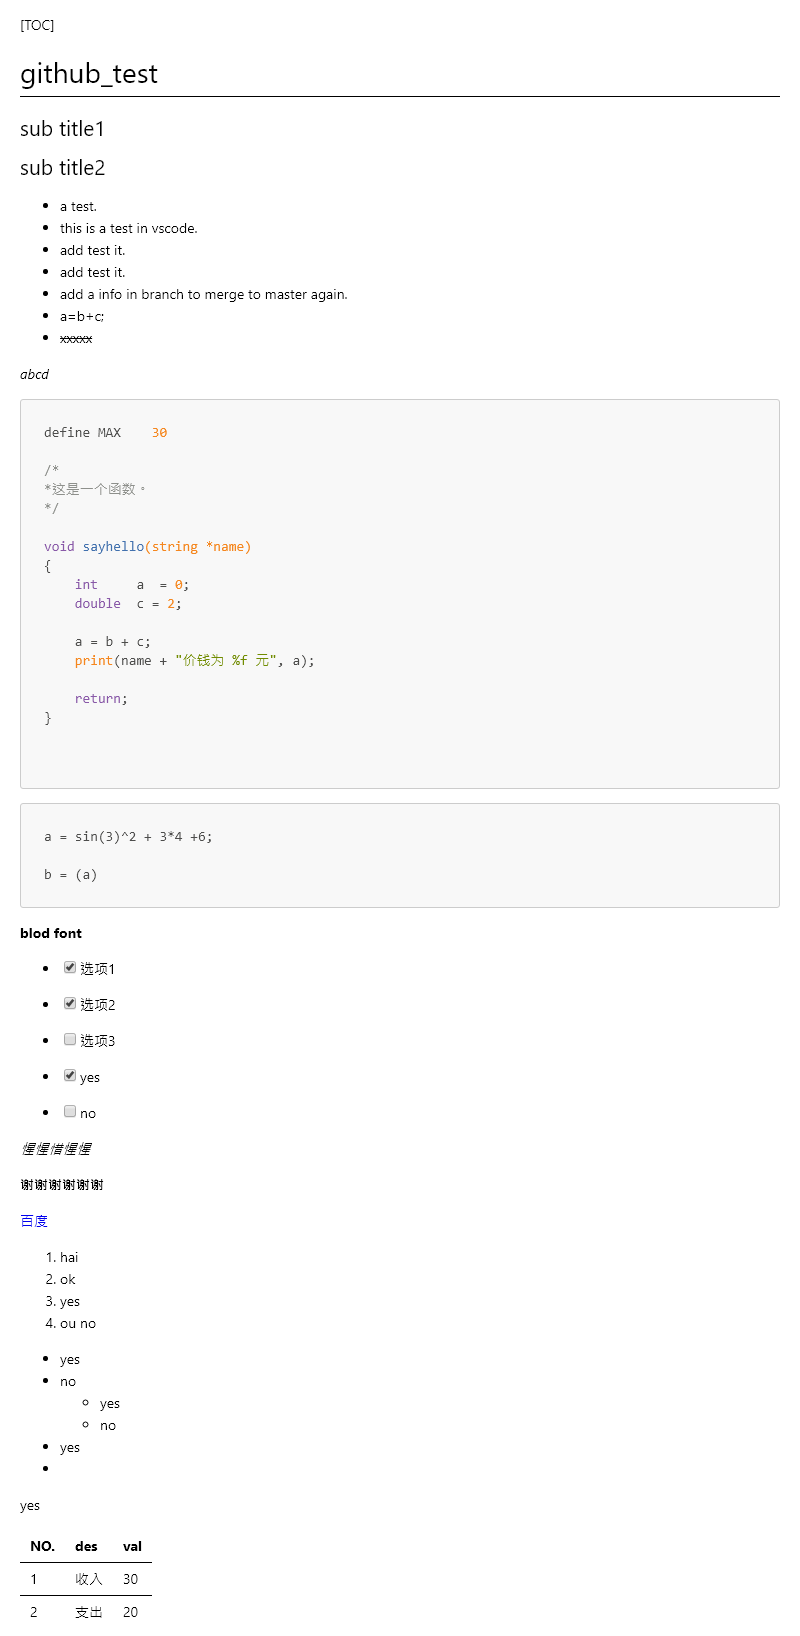 [TOC]
github_test
sub title1
sub title2
a test.
this is a test in vscode.
add test it.
add test it.
add a info in branch to merge to master again.
a=b+c;
xxxxx
abcd
define MAX    30
/*
*这是一个函数。
*/
void sayhello(string *name)
{
    int     a  = 0;
    double  c = 2;
    a = b + c;
    print(name + "价钱为 %f 元", a);
    return;
}
a = sin(3)^2 + 3*4 +6;
b = (a)
blod font
选项1
选项2
选项3
yes
no
惺惺惜惺惺
谢谢谢谢谢谢
百度
1. hai
2. ok
3. yes
4. ou no
yes
no
yes
no
yes
yes
NO. des val
1 收入 30
2 支出 20